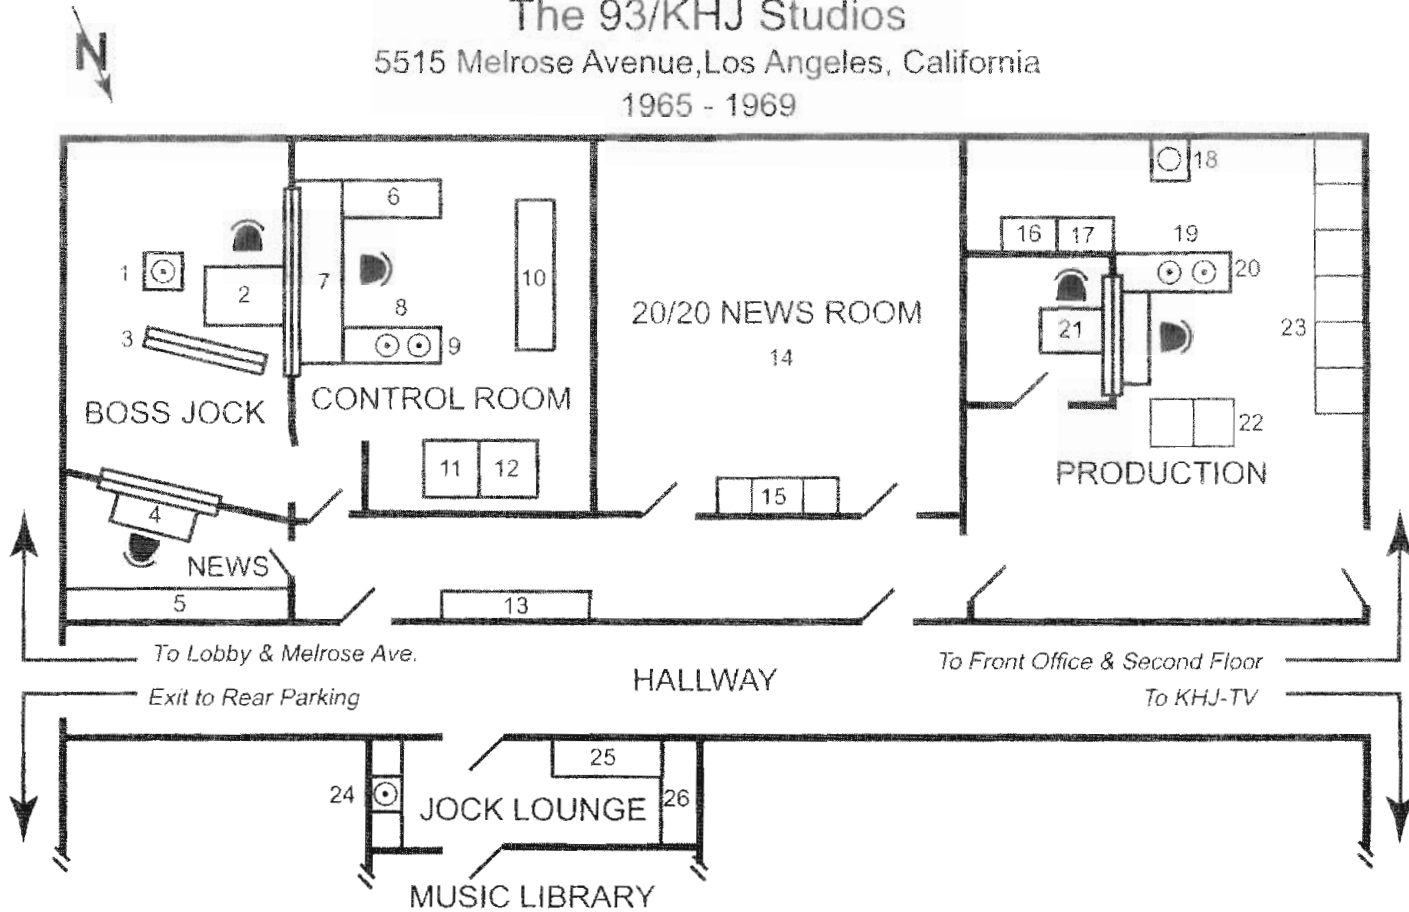 The 93/KHJ Studios
5515 Melrose Avenue,Los Angeles, California
1965 - 1969
N
18
6
16 17
19
1
2
7
8
10
20
20/20 NEWS ROOM
14
21
23
3
9
BOSS JOCK
CONTROL ROOM
22
11 12
PRODUCTION
15
4
NEWS
5
13
To Lobby & Melrose Ave.
To Front Office & Second Floor
HALLWAY
Exit to Rear Parking
To KHJ-TV
25
24
26
JOCK LOUNGE
MUSIC LIBRARY